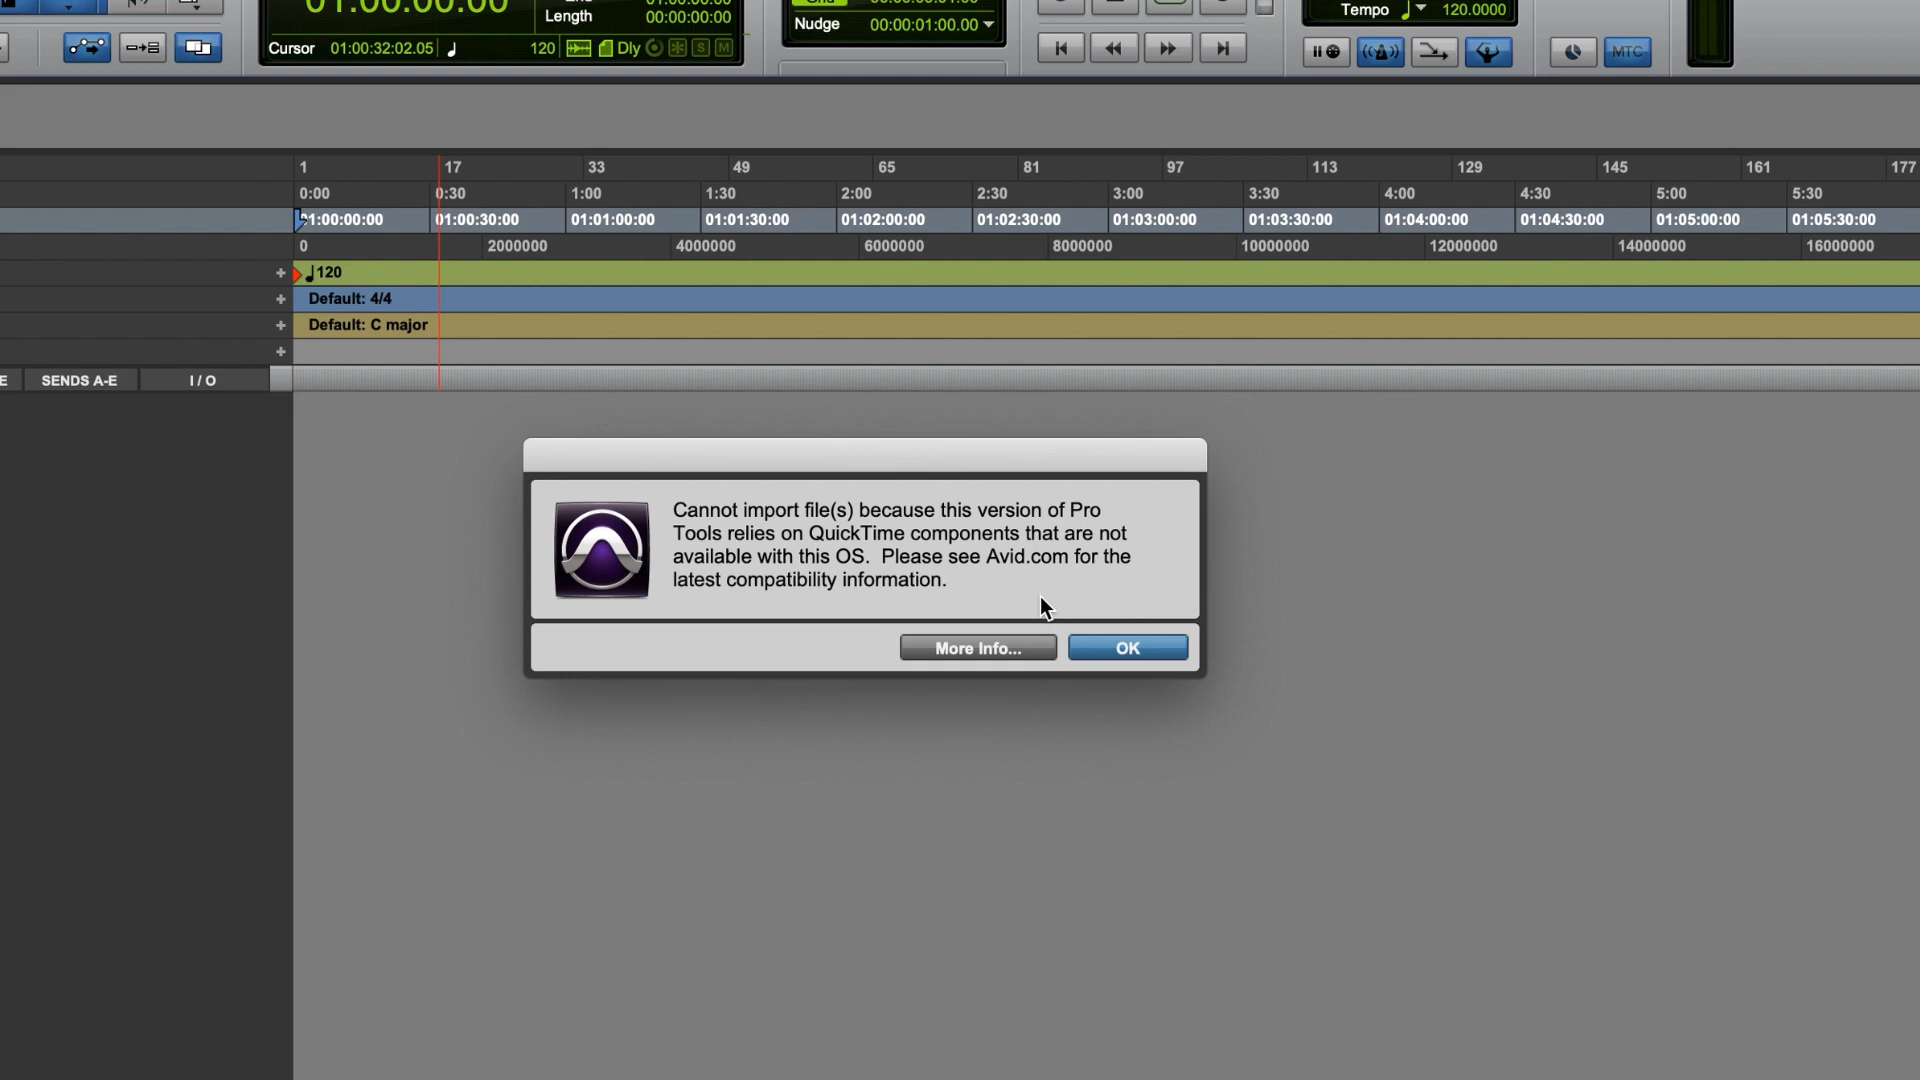 01:00:00:00
Length 00:00:00:00
Cursor 01:00:32:02.05 120 Dly S M
Nudge 00:00:01:00.00
Tempo 120.0000
MTC
1 17 33 49 65 81 97 113 129 145 161 177
0:00 0:30 1:00 1:30 2:00 2:30 3:00 3:30 4:00 4:30 5:00 5:30
01:00:30:00 01:01:00:00 01:01:30:00 01:02:00:00 01:02:30:00 01:03:00:00 01:03:30:00 01:04:00:00 01:04:30:00 01:05:00:00 01:05:30:00
0 2000000 4000000 6000000 8000000 10000000 12000000 14000000 16000000
120
Default: 4/4
Default: C major
E SENDS A-E I / O
Cannot import file(s) because this version of Pro
Tools relies on QuickTime components that are not
available with this OS. Please see Avid.com for the
latest compatibility information.
More Info... OK